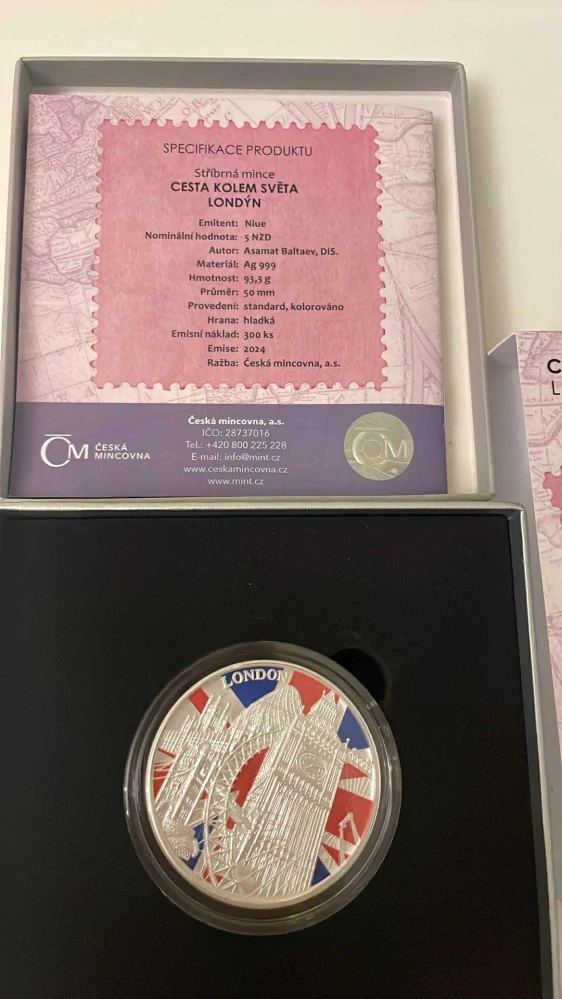 SPECIFIKACE PRODUKTU
Stříbrná mince
CESTA KOLEM SVĚTA
LONDÝN
Emitent: Niue
Nominální hodnota: 5 NZD
Autor: Asamat Baltaev, DiS.
Materiál: Ag 999
Hmotnost: 93,3 g
Průměr: 50 mm
Provedení: standard, kolorováno
Hrana: hladká
Emisní náklad: 300 ks
Emise: 2024
Ražba: Česká mincovna, a.s.
Česká mincovna, a.s.
IČO: 28737016
Tel.: +420 800 225 228
E-mail: info@mint.cz
www.ceskamincovna.cz
www.mint.cz
ČM ČESKÁ
MINCOVNA
ČM
C
L
LONDON